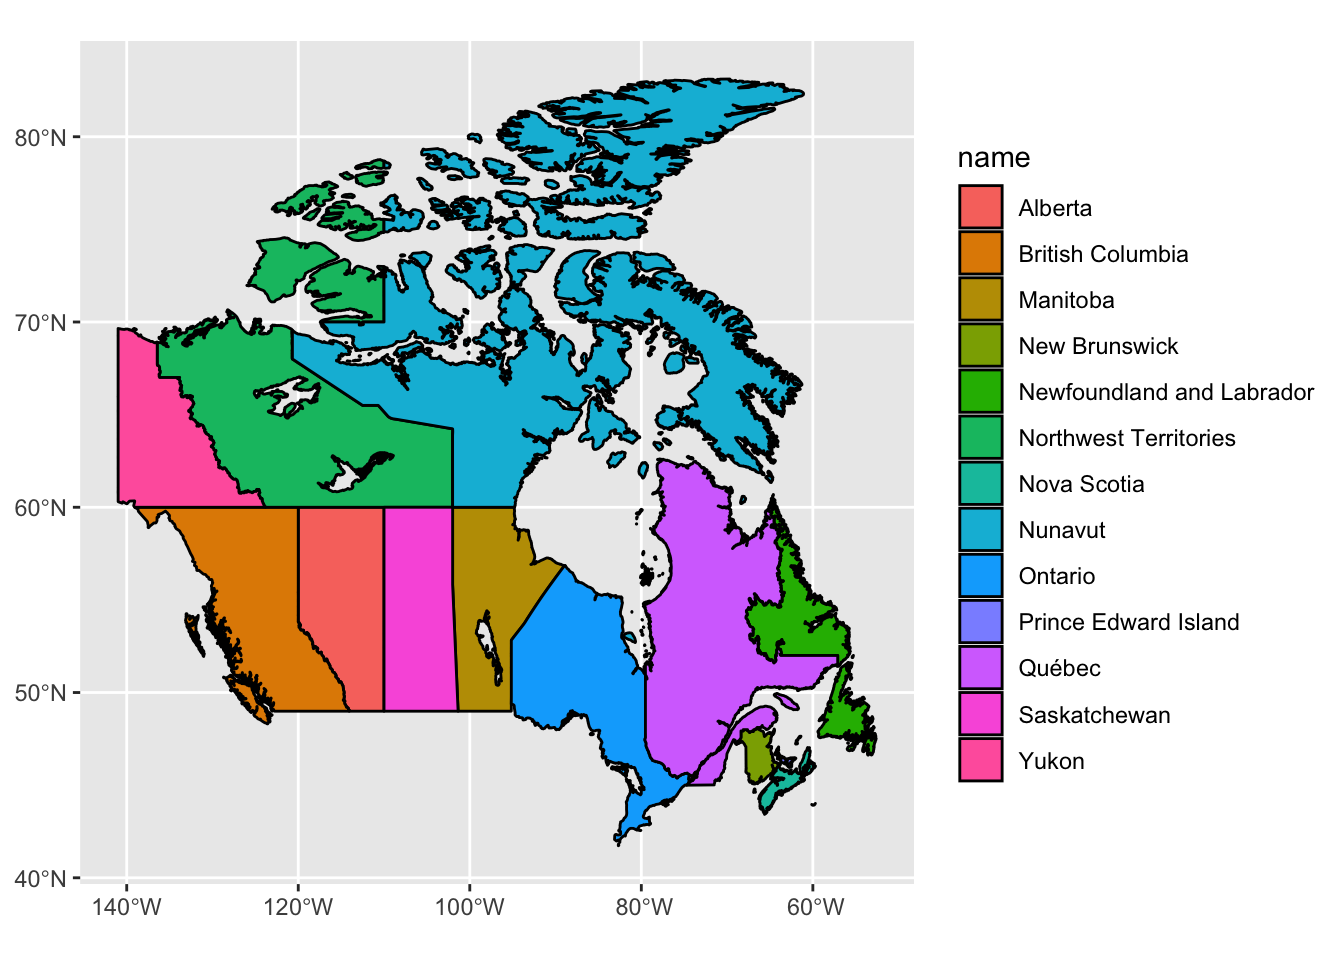 80°N
70°N
60°N
50°N
40°N
140°W
120°W
100°W
80°W
60°W
name
Alberta
British Columbia
Manitoba
New Brunswick
Newfoundland and Labrador
Northwest Territories
Nova Scotia
Nunavut
Ontario
Prince Edward Island
Québec
Saskatchewan
Yukon